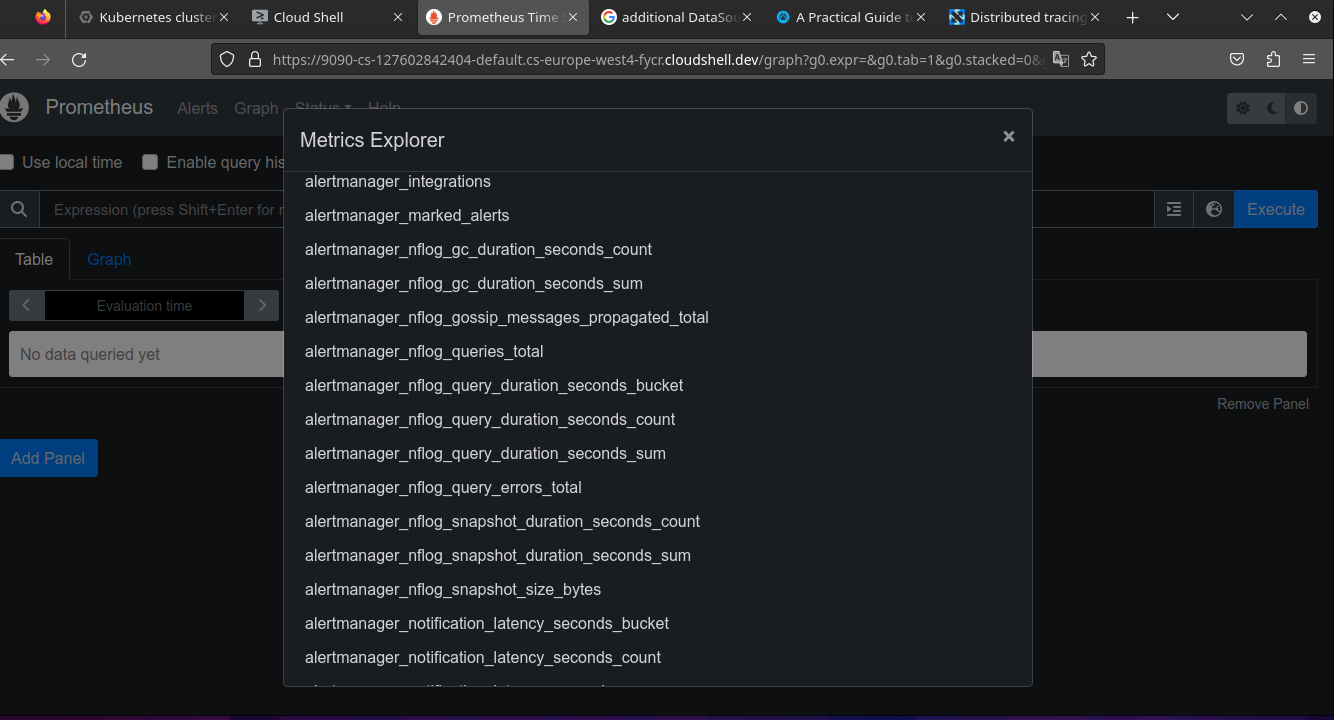 Kubernetes cluste
Cloud Shell
Prometheus Time
additional DataSou
A Practical Guide to
Distributed tracing
https://9090-cs-127602842404-default.cs-europe-west4-fycr.cloudshell.dev/graph?g0.expr=&g0.tab=1&g0.stacked=0&
Prometheus Alerts Graph Status Help
Metrics Explorer
Use local time Enable query his
alertmanager_integrations
Expression (press Shift+Enter for n
Execute
alertmanager_marked_alerts
alertmanager_nflog_gc_duration_seconds_count
Table Graph
alertmanager_nflog_gc_duration_seconds_sum
Evaluation time
alertmanager_nflog_gossip_messages_propagated_total
No data queried yet
alertmanager_nflog_queries_total
alertmanager_nflog_query_duration_seconds_bucket
Remove Panel
alertmanager_nflog_query_duration_seconds_count
Add Panel
alertmanager_nflog_query_duration_seconds_sum
alertmanager_nflog_query_errors_total
alertmanager_nflog_snapshot_duration_seconds_count
alertmanager_nflog_snapshot_duration_seconds_sum
alertmanager_nflog_snapshot_size_bytes
alertmanager_notification_latency_seconds_bucket
alertmanager_notification_latency_seconds_count